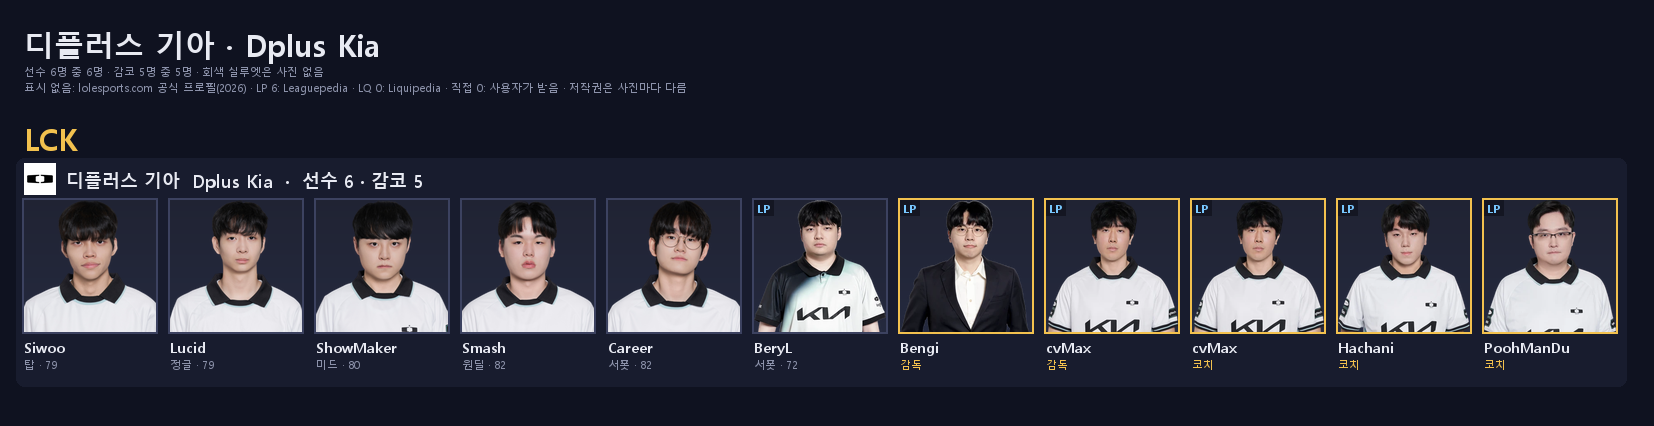 디플러스 기아 · Dplus Kia
선수 6명 중 6명 · 감코 5명 중 5명 · 회색 실루엣은 사진 없음
표시 없음: lolesports.com 공식 프로필(2026) · LP 6: Leaguepedia · LQ 0: Liquipedia · 직접 0: 사용자가 받음 · 저작권은 사진마다 다름
LCK
디플러스 기아 Dplus Kia · 선수 6 · 감코 5
LP LP LP LP LP LP
KIA KIA KIA KIA KIA
Siwoo Lucid ShowMaker Smash Career BeryL Bengi cvMax cvMax Hachani PoohManDu
탑 · 79 정글 · 79 미드 · 80 원딜 · 82 서폿 · 82 서폿 · 72 감독 감독 코치 코치 코치